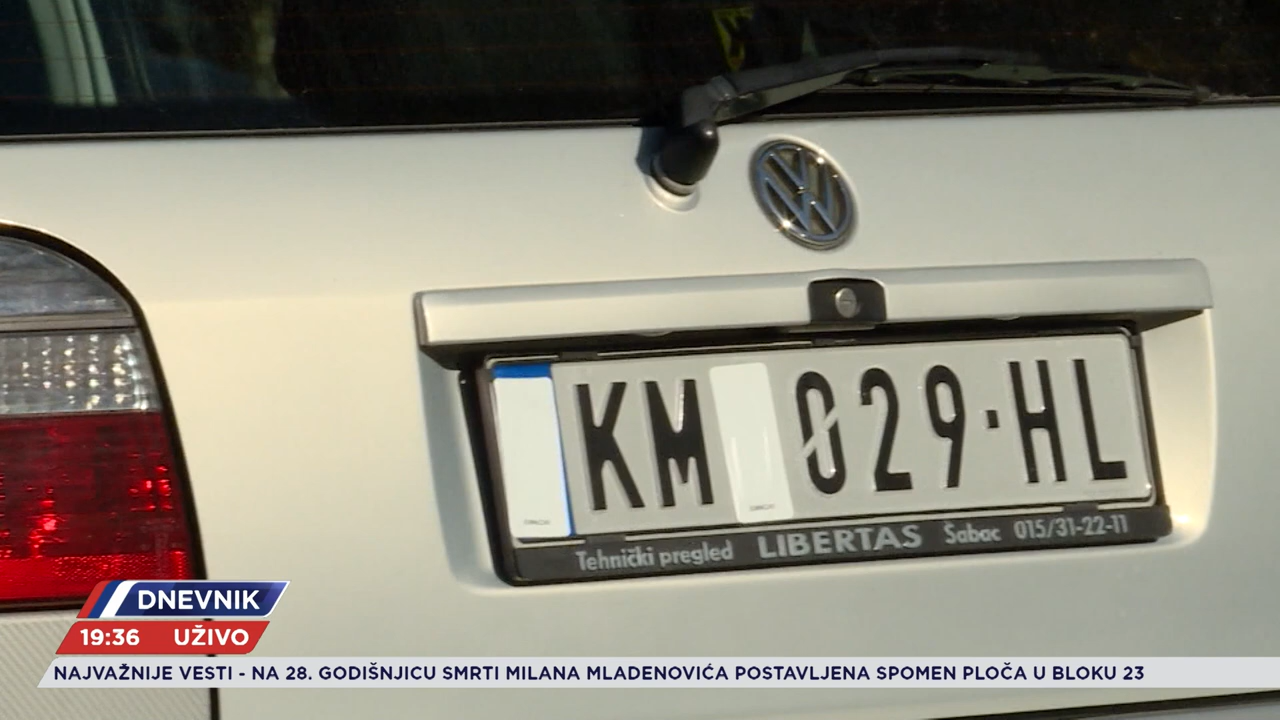 VW
KM 029·HL
Tehnički pregled LIBERTAS Šabac 015/31-22-11
DNEVNIK
19:36 UŽIVO
NAJVAŽNIJE VESTI - NA 28. GODIŠNJICU SMRTI MILANA MLADENOVIĆA POSTAVLJENA SPOMEN PLOČA U BLOKU 23